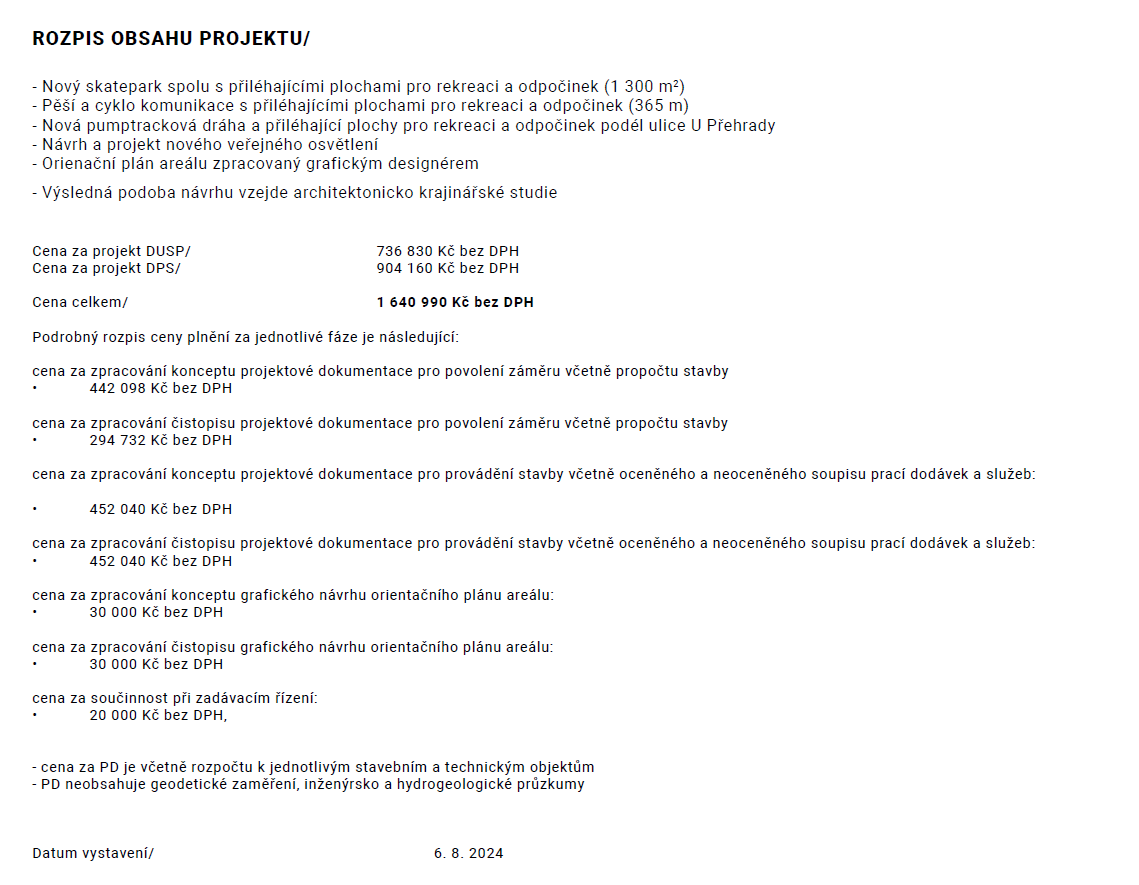 ROZPIS OBSAHU PROJEKTU/
- Nový skatepark spolu s přiléhajícími plochami pro rekreaci a odpočinek (1 300 m²)
- Pěší a cyklo komunikace s přiléhajícími plochami pro rekreaci a odpočinek (365 m)
- Nová pumptracková dráha a přiléhající plochy pro rekreaci a odpočinek podél ulice U Přehrady
- Návrh a projekt nového veřejného osvětlení
- Orienační plán areálu zpracovaný grafickým designérem
- Výsledná podoba návrhu vzejde architektonicko krajinářské studie
Cena za projekt DUSP/ 736 830 Kč bez DPH
Cena za projekt DPS/ 904 160 Kč bez DPH
Cena celkem/ 1 640 990 Kč bez DPH
Podrobný rozpis ceny plnění za jednotlivé fáze je následující:
cena za zpracování konceptu projektové dokumentace pro povolení záměru včetně propočtu stavby
• 442 098 Kč bez DPH
cena za zpracování čistopisu projektové dokumentace pro povolení záměru včetně propočtu stavby
• 294 732 Kč bez DPH
cena za zpracování konceptu projektové dokumentace pro provádění stavby včetně oceněného a neoceněného soupisu prací dodávek a služeb:
• 452 040 Kč bez DPH
cena za zpracování čistopisu projektové dokumentace pro provádění stavby včetně oceněného a neoceněného soupisu prací dodávek a služeb:
• 452 040 Kč bez DPH
cena za zpracování konceptu grafického návrhu orientačního plánu areálu:
• 30 000 Kč bez DPH
cena za zpracování čistopisu grafického návrhu orientačního plánu areálu:
• 30 000 Kč bez DPH
cena za součinnost při zadávacím řízení:
• 20 000 Kč bez DPH,
- cena za PD je včetně rozpočtu k jednotlivým stavebním a technickým objektům
- PD neobsahuje geodetické zaměření, inženýrsko a hydrogeologické průzkumy
Datum vystavení/ 6. 8. 2024